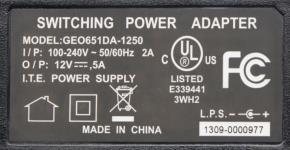 SWITCHING POWER ADAPTER
MODEL:GEO651DA-1250
I/P: 100-240V~ 50/60Hz 2A
O/P: 12V⎓, 5A
I.T.E. POWER SUPPLY
C UL US
LISTED
E339441
3WH2
FC
L.P.S.
MADE IN CHINA
1309-0000977